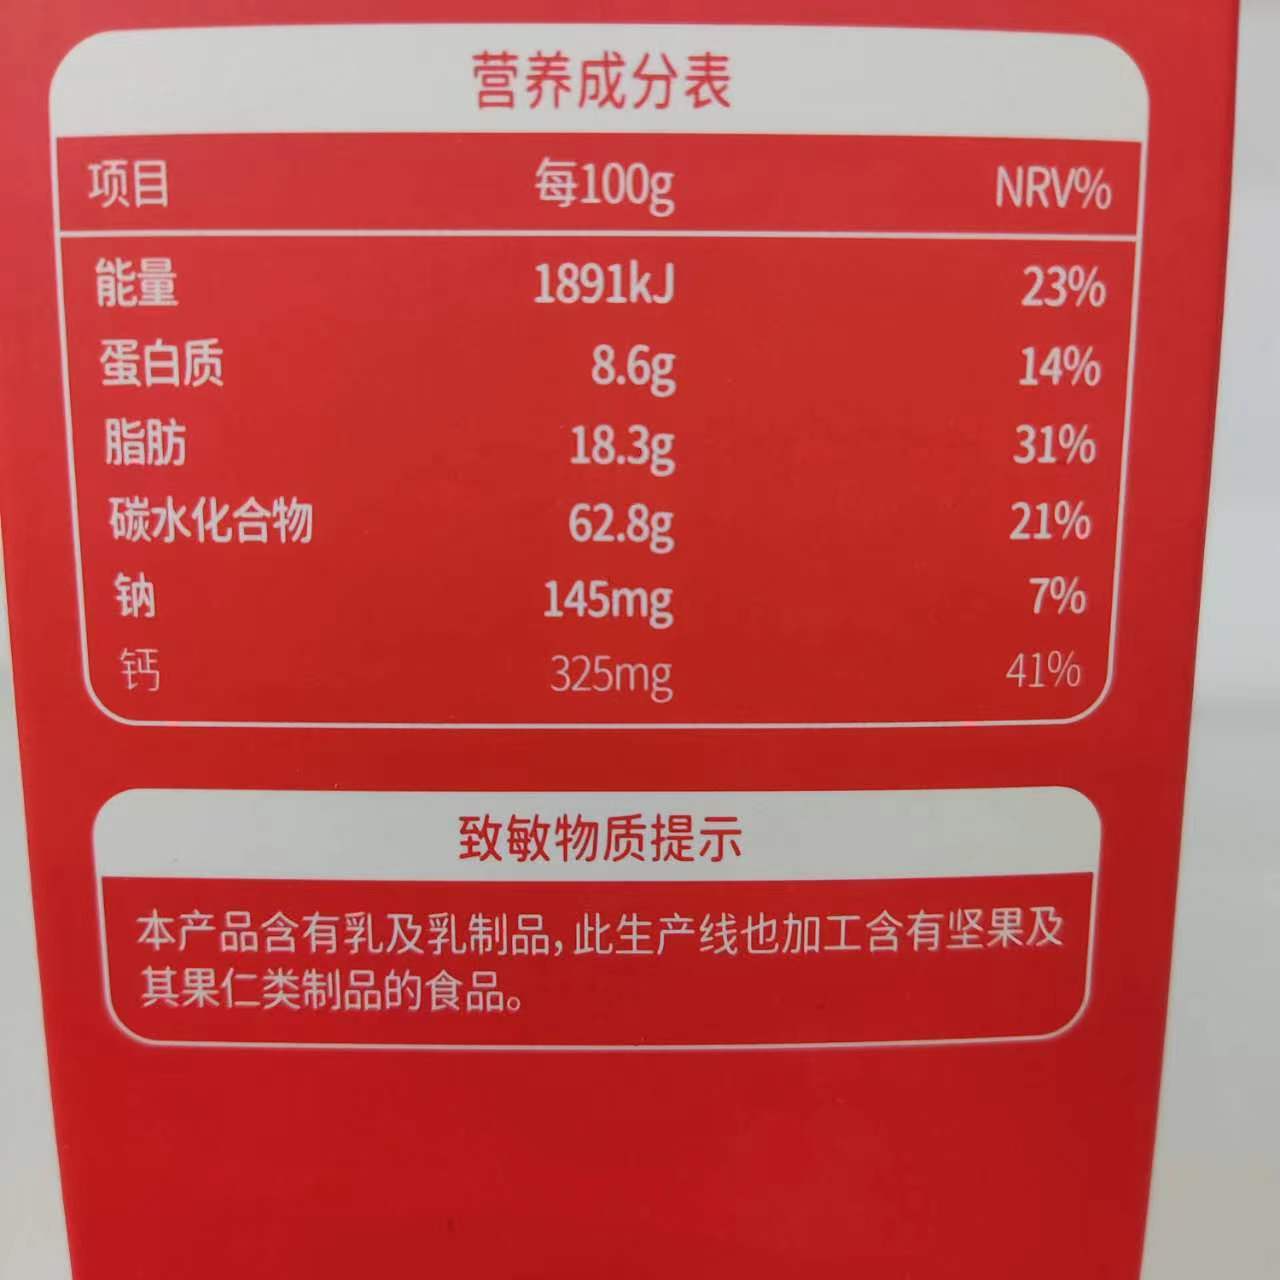 营养成分表
项目 每100g NRV%
能量 1891kJ 23%
蛋白质 8.6g 14%
脂肪 18.3g 31%
碳水化合物 62.8g 21%
钠 145mg 7%
钙 325mg 41%
致敏物质提示
本产品含有乳及乳制品,此生产线也加工含有坚果及
其果仁类制品的食品。